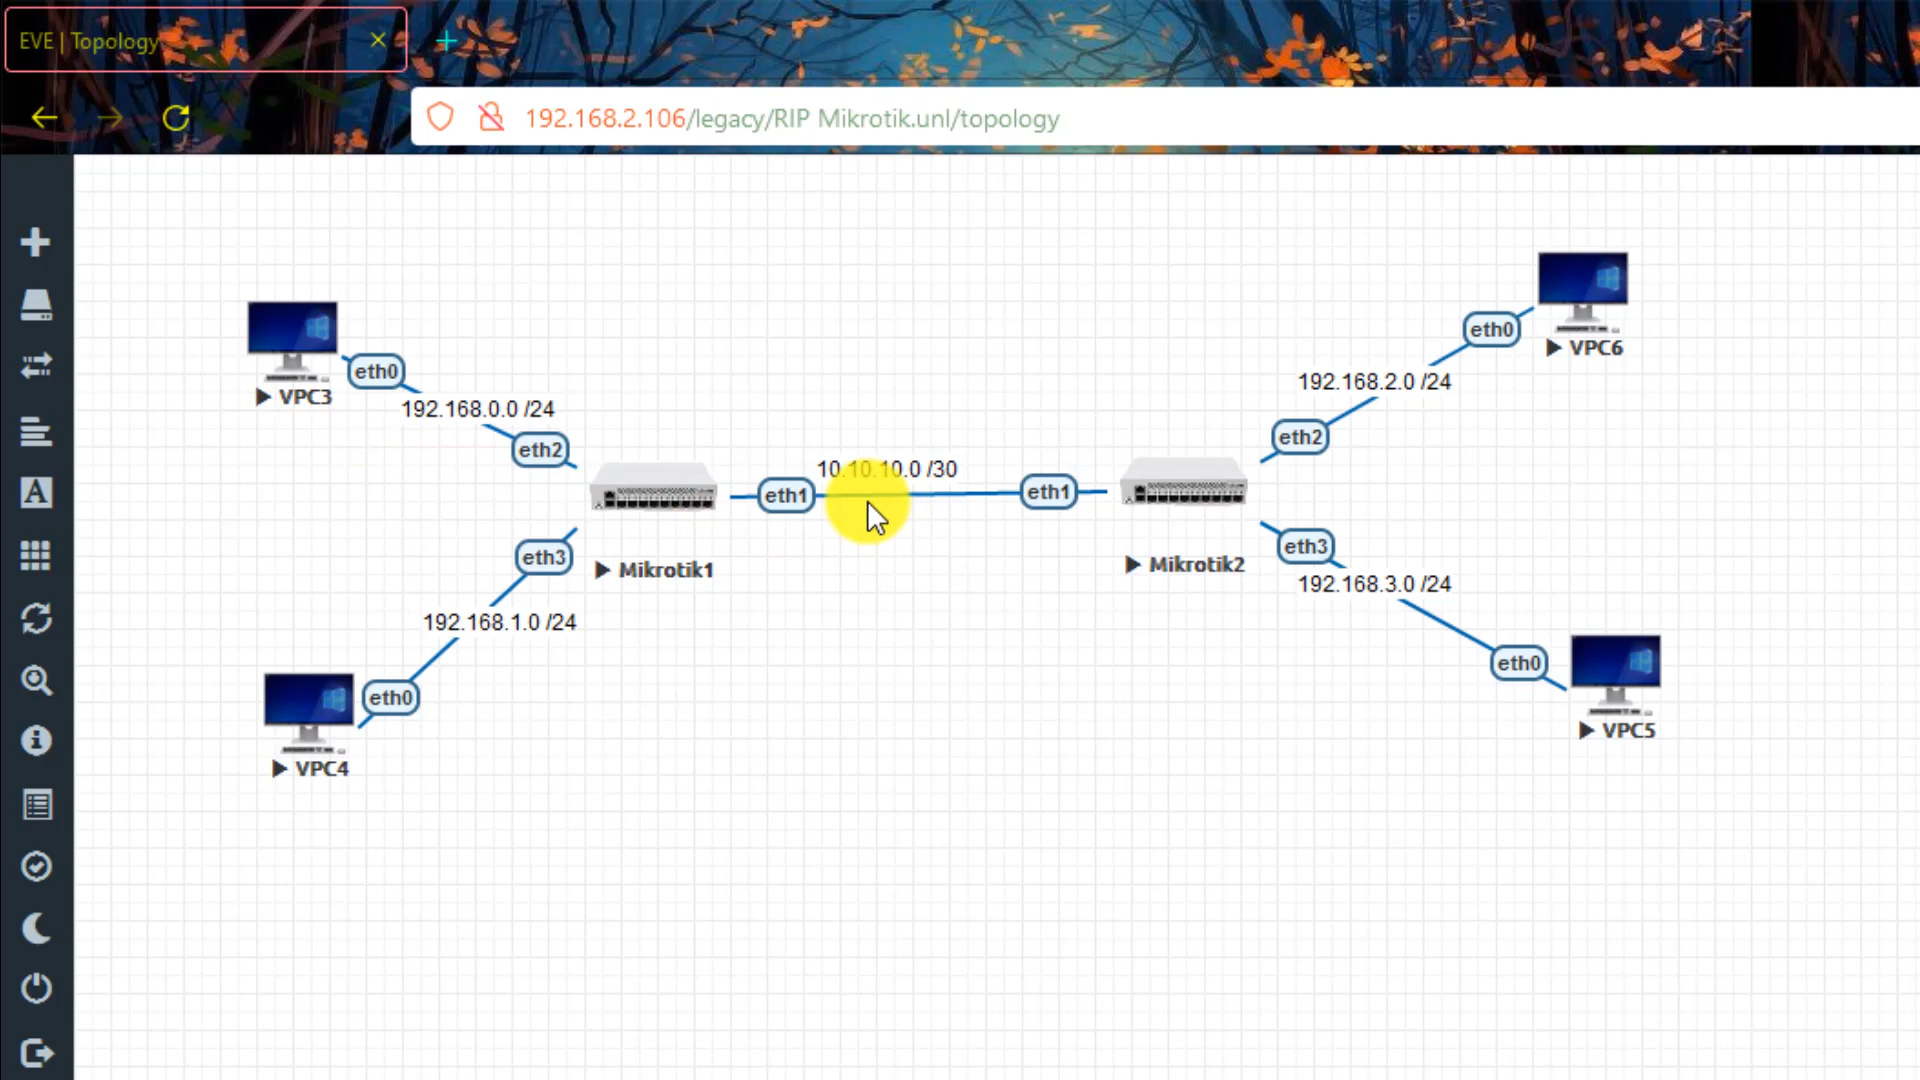 EVE | Topology
192.168.2.106/legacy/RIP Mikrotik.unl/topology
eth0
VPC6
eth0
VPC3
192.168.2.0 /24
192.168.0.0 /24
eth2
eth2
10.10.10.0 /30
eth1
eth1
eth3
eth3
Mikrotik1
Mikrotik2
192.168.3.0 /24
192.168.1.0 /24
eth0
eth0
VPC5
VPC4
A